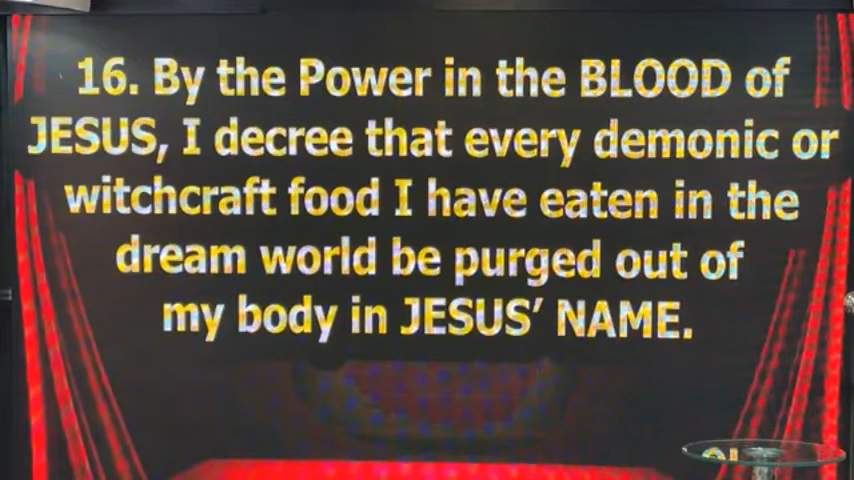 16. By the Power in the BLOOD of
JESUS, I decree that every demonic or
witchcraft food I have eaten in the
dream world be purged out of
my body in JESUS’ NAME.